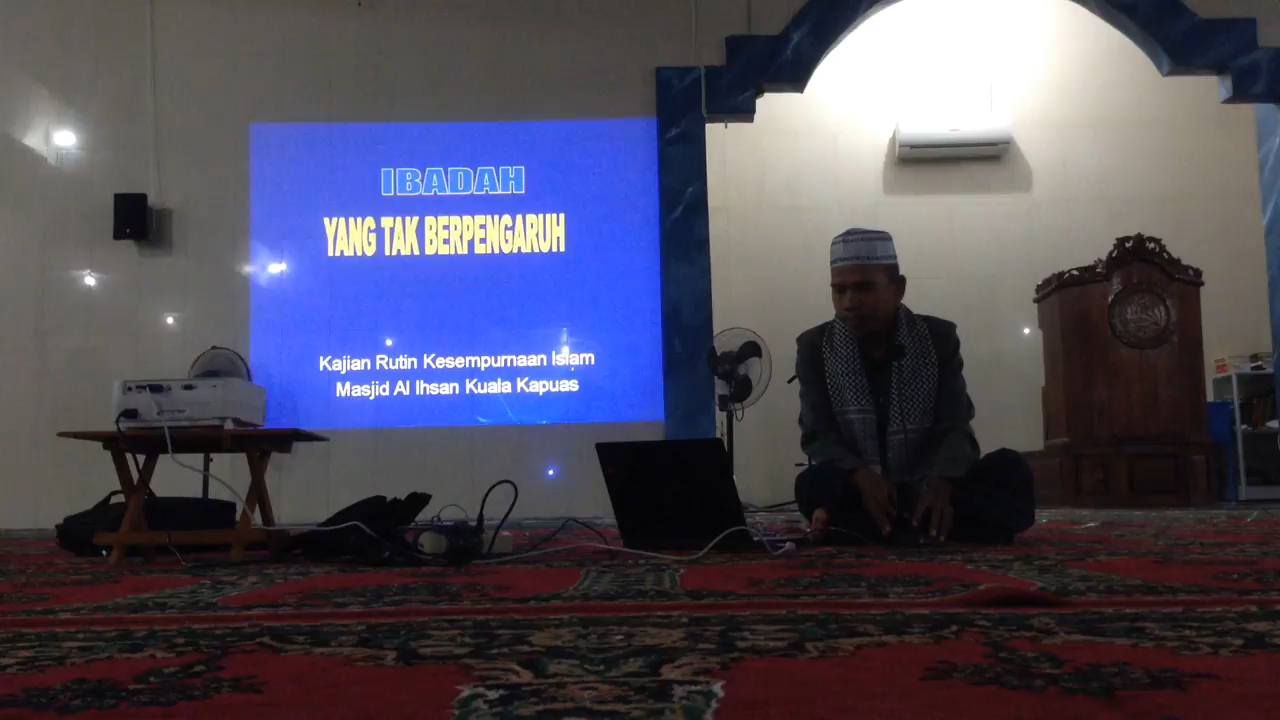 IBADAH
YANG TAK BERPENGARUH
Kajian Rutin Kesempurnaan Islam
Masjid Al Ihsan Kuala Kapuas